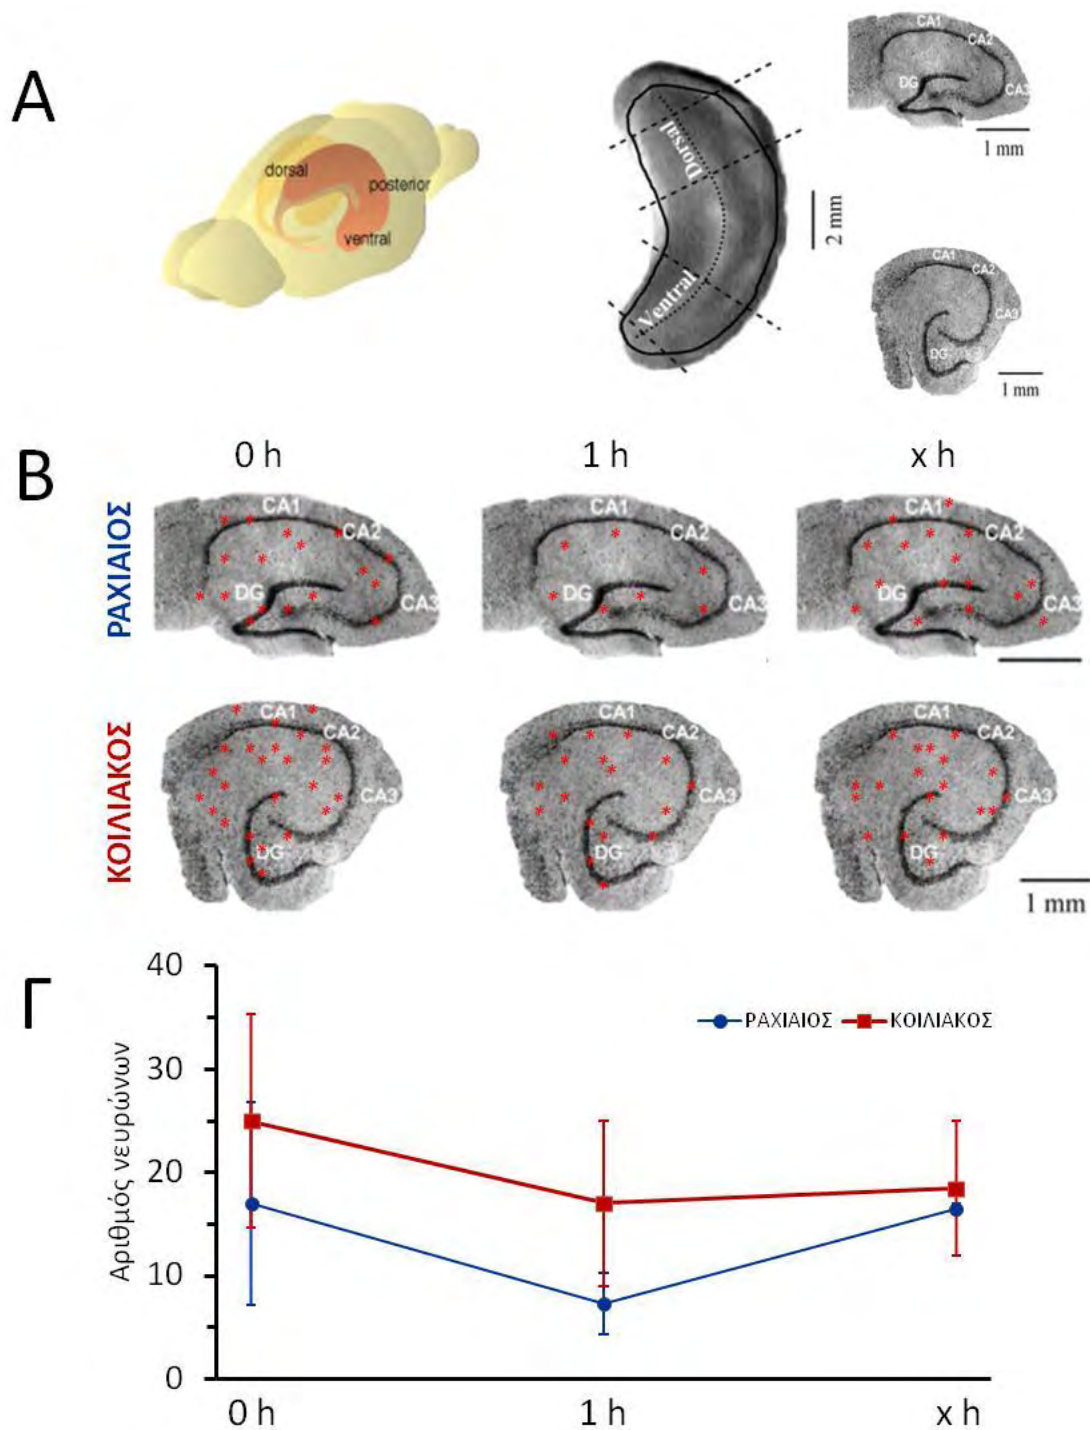 A
dorsal
posterior
ventral
Dorsal
Ventral
2 mm
CA1
CA2
DG
CA3
1 mm
CA1
CA2
CA3
DG
1 mm
B
0 h
1 h
x h
ΡΑΧΙΑΙΟΣ
CA1
CA2
DG
CA3
CA1
CA2
DG
CA3
CA1
CA2
DG
CA3
ΚΟΙΛΙΑΚΟΣ
CA1
CA2
CA3
DG
CA1
CA2
CA3
DG
CA1
CA2
CA3
DG
1 mm
Γ
Αριθμός νευρώνων
40
30
20
10
0
ΡΑΧΙΑΙΟΣ
ΚΟΙΛΙΑΚΟΣ
0 h
1 h
x h